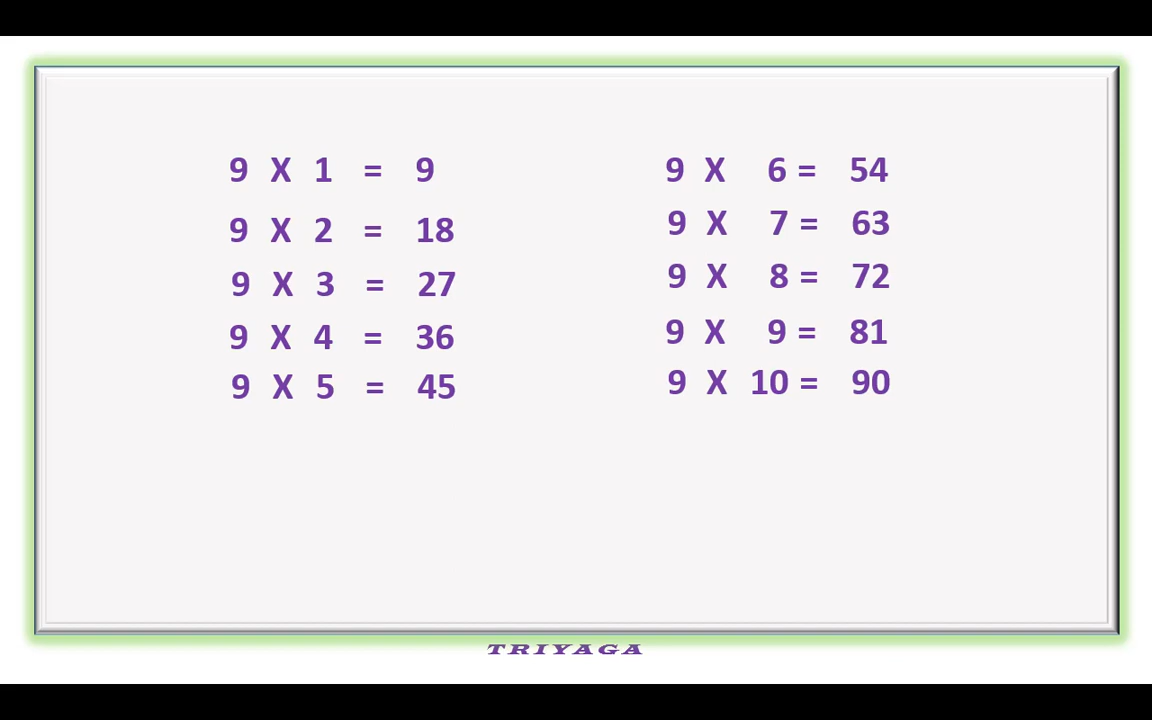 9 X 1 = 9
9 X 2 = 18
9 X 3 = 27
9 X 4 = 36
9 X 5 = 45
9 X 6 = 54
9 X 7 = 63
9 X 8 = 72
9 X 9 = 81
9 X 10 = 90
TRIYAGA